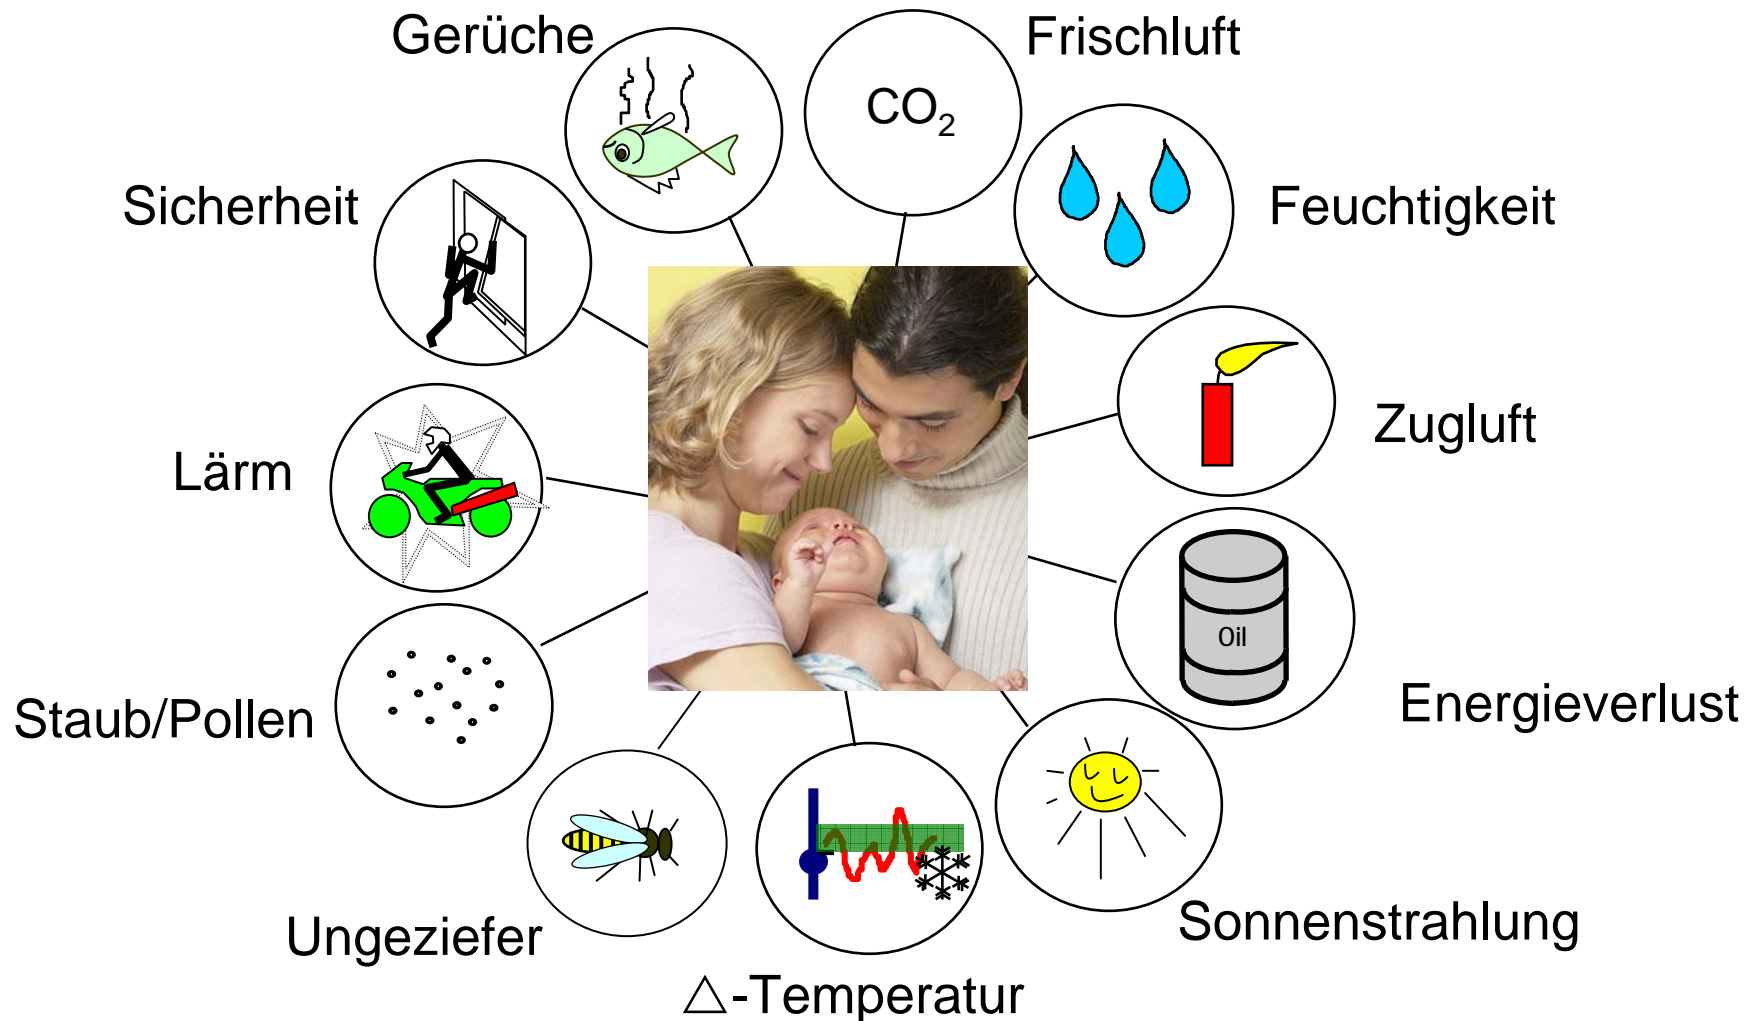 Gerüche
Frischluft
CO₂
Sicherheit
Feuchtigkeit
Zugluft
Lärm
Oil
Staub/Pollen
Energieverlust
Ungeziefer
Sonnenstrahlung
△-Temperatur